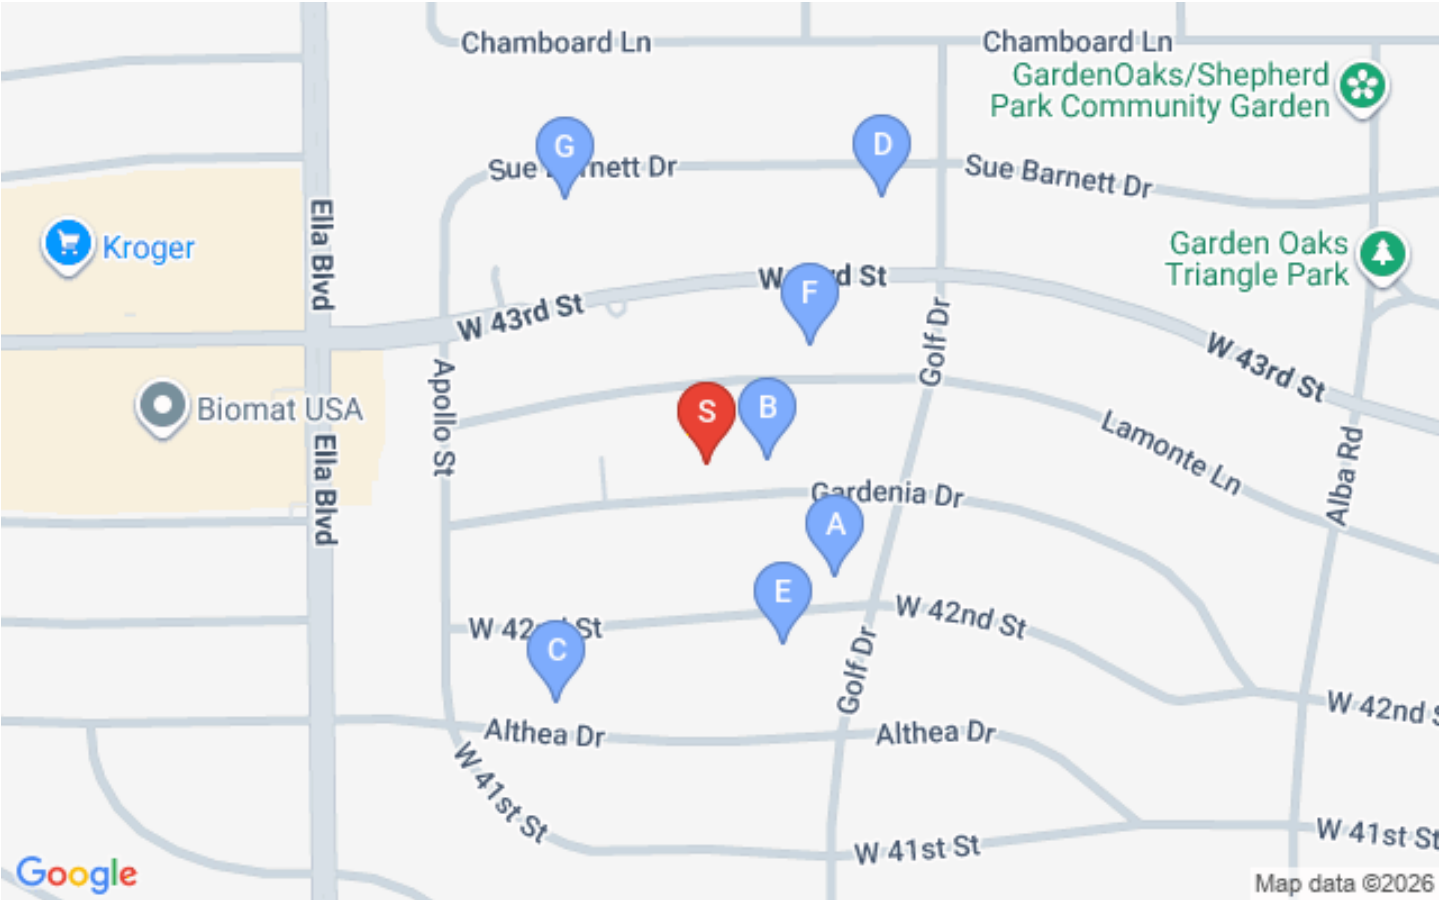 Chamboard Ln
Chamboard Ln
GardenOaks/Shepherd
Park Community Garden
G
D
Sue B rnett Dr
Sue Barnett Dr
Ella Blvd
Kroger
Garden Oaks
Triangle Park
W rd St
F
W 43rd St
Golf Dr
W 43rd St
Apollo St
S
B
Biomat USA
Lamonte Ln
Alba Rd
Ella Blvd
Gardenia Dr
A
E
W 42nd St
W 42nd St
C
Golf Dr
W 42nd S
Althea Dr
Althea Dr
W 41st St
W 41st St
W 41st St
Google
Map data ©2026